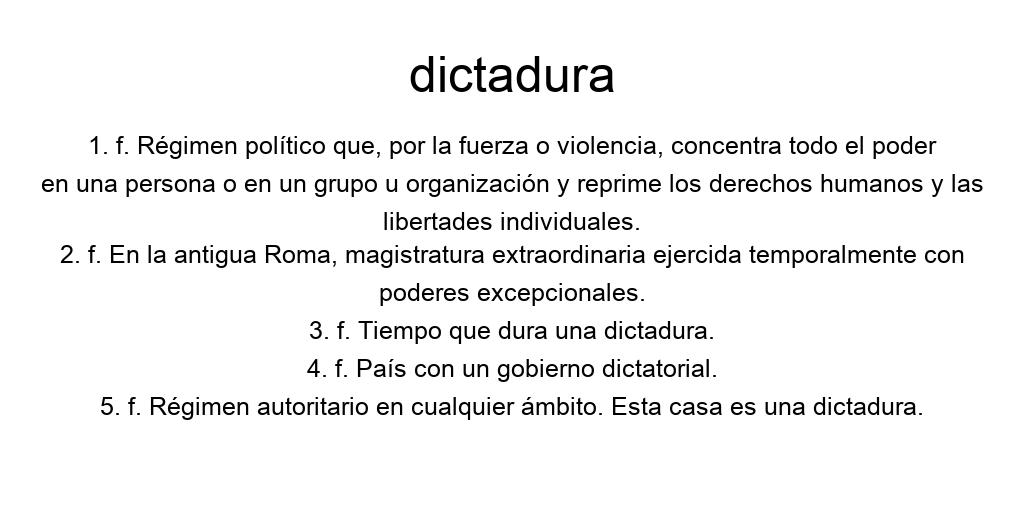 dictadura
1. f. Régimen político que, por la fuerza o violencia, concentra todo el poder
en una persona o en un grupo u organización y reprime los derechos humanos y las
libertades individuales.
2. f. En la antigua Roma, magistratura extraordinaria ejercida temporalmente con
poderes excepcionales.
3. f. Tiempo que dura una dictadura.
4. f. País con un gobierno dictatorial.
5. f. Régimen autoritario en cualquier ámbito. Esta casa es una dictadura.